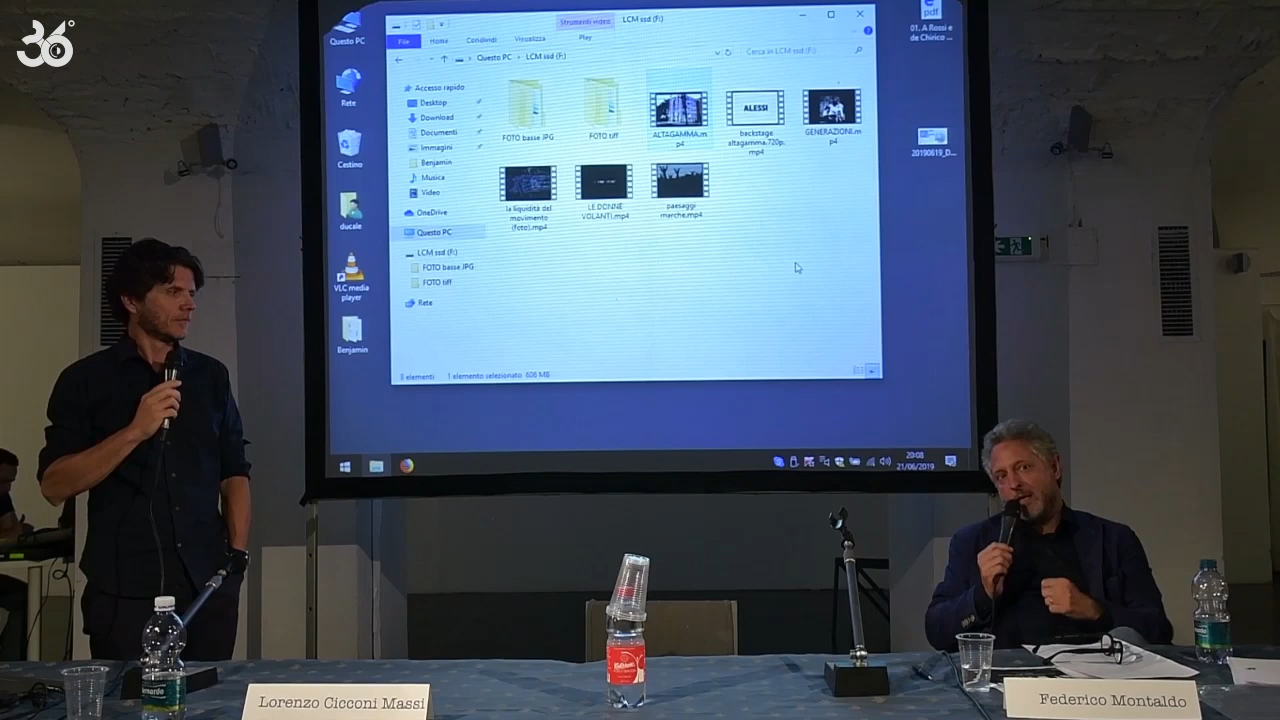 36°
Questo PC
Rete
Cestino
ducale
VLC media
player
Benjamin
Strumenti video
LCM ssd (F:)
File
Home
Condividi
Visualizza
Play
Questo PC › LCM ssd (F:)
Cerca in LCM ssd (F:)
Accesso rapido
Desktop
Download
Documenti
Immagini
Benjamin
Musica
Video
OneDrive
Questo PC
LCM ssd (F:)
FOTO basse JPG
FOTO tiff
Rete
FOTO basse JPG
FOTO tiff
ALTAGAMMA.m
p4
ALESSI
backstage
altagamma.720p.
mp4
GENERAZIONI.m
p4
la liquidità del
movimento
(foto).mp4
LE DONNE
VOLANTI.mp4
paesaggi
marche.mp4
8 elementi
1 elemento selezionato 608 MB
pdf
01. A Rossi e
de Chirico ...
20190619_D...
20:08
21/06/2019
Lorenzo Cicconi Massi
Federico Montaldo